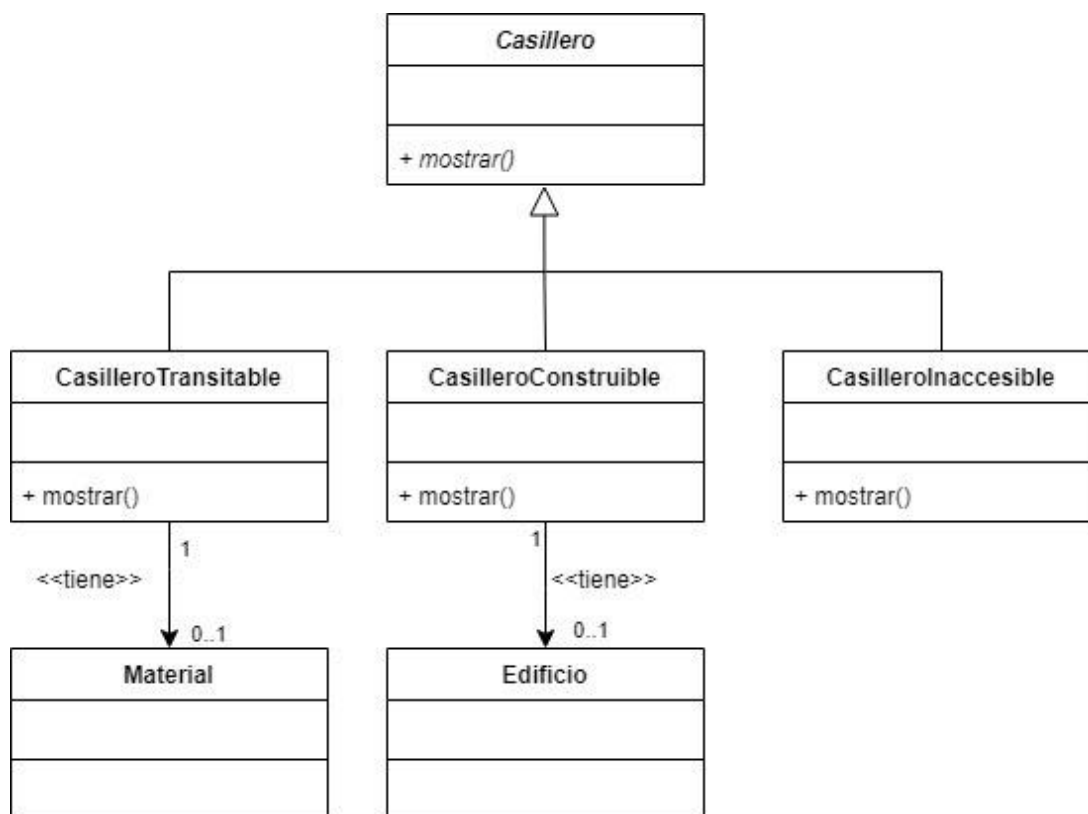 Casillero
+ mostrar()
CasilleroTransitable
CasilleroConstruible
CasilleroInaccesible
+ mostrar()
+ mostrar()
+ mostrar()
1
1
<<tiene>>
<<tiene>>
0..1
0..1
Material
Edificio